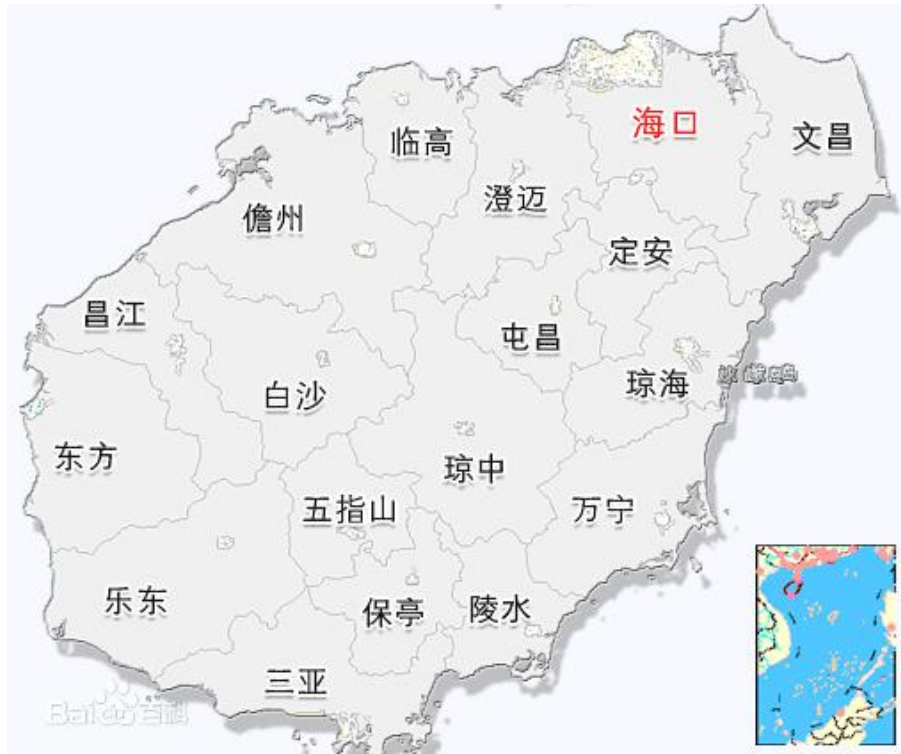 海口
文昌
临高
澄迈
儋州
定安
昌江
屯昌
琼海
白沙
东方
琼中
五指山
万宁
乐东
保亭
陵水
三亚
Baidu百科